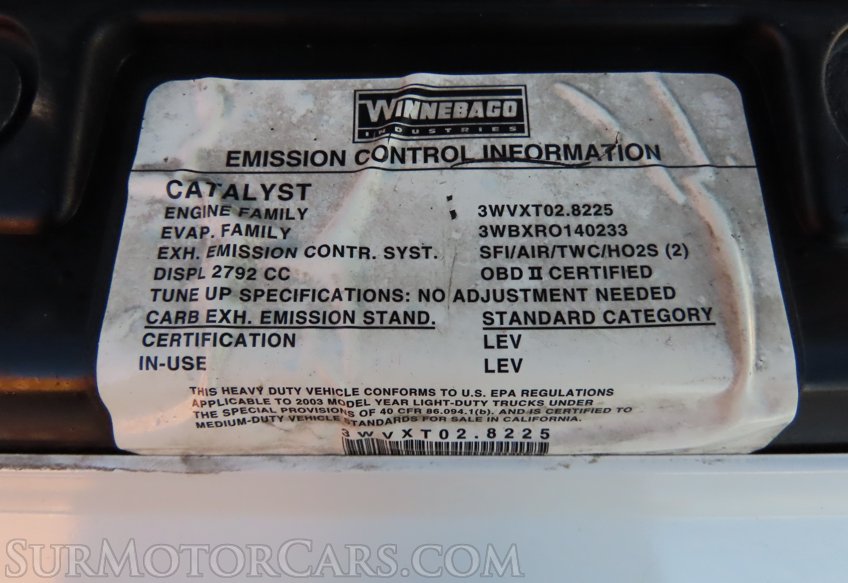 WINNEBAGO
INDUSTRIES
EMISSION CONTROL INFORMATION
CATALYST
ENGINE FAMILY : 3WVXT02.8225
EVAP. FAMILY 3WBXRO140233
EXH. EMISSION CONTR. SYST. SFI/AIR/TWC/HO2S (2)
DISPL 2792 CC OBD II CERTIFIED
TUNE UP SPECIFICATIONS: NO ADJUSTMENT NEEDED
CARB EXH. EMISSION STAND. STANDARD CATEGORY
CERTIFICATION LEV
IN-USE LEV
THIS HEAVY DUTY VEHICLE CONFORMS TO U.S. EPA REGULATIONS
APPLICABLE TO 2003 MODEL YEAR LIGHT-DUTY TRUCKS UNDER
THE SPECIAL PROVISIONS OF 40 CFR 86.094.1(b). AND IS CERTIFIED TO
MEDIUM-DUTY VEHICLE STANDARDS FOR SALE IN CALIFORNIA.
3WVXT02.8225
SurMotorCars.com